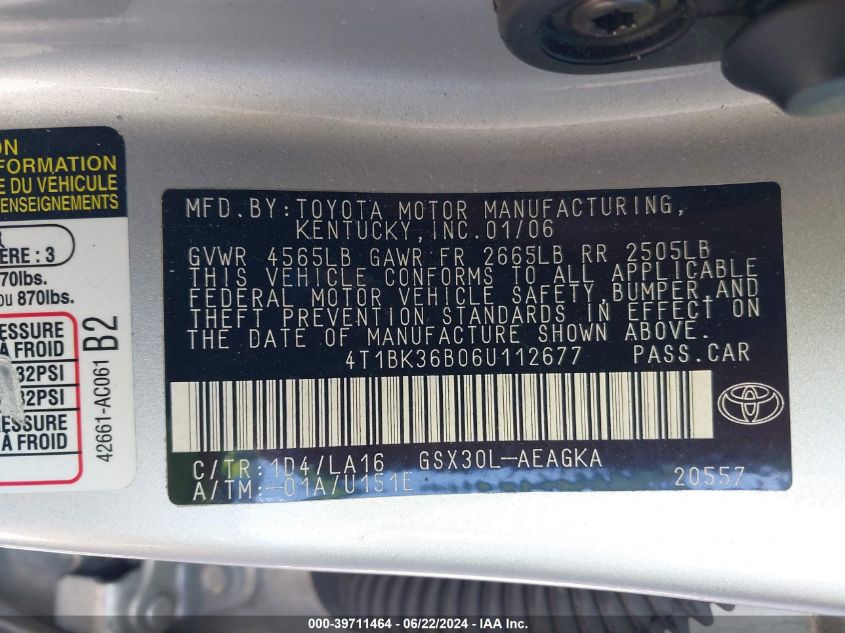 ON
FORMATION
E DU VÉHICULE
ENSEIGNEMENTS
ÈRE : 3
70lbs.
OU 870lbs.
ESSURE
À FROID
32PSI
32PSI
ESSURE
À FROID
42661-AC061 B2
MFD.BY:TOYOTA MOTOR MANUFACTURING,
KENTUCKY,INC.01/06
GVWR 4565LB GAWR FR 2665LB RR 2505LB
THIS VEHICLE CONFORMS TO ALL APPLICABLE
FEDERAL MOTOR VEHICLE SAFETY,BUMPER,AND
THEFT PREVENTION STANDARDS IN EFFECT ON
THE DATE OF MANUFACTURE SHOWN ABOVE.
4T1BK36B06U112677 PASS.CAR
C/TR:1D4/LA16 GSX30L-AEAGKA
A/TM:-01A/U151E 20557
000-39711464 - 06/22/2024 - IAA Inc.